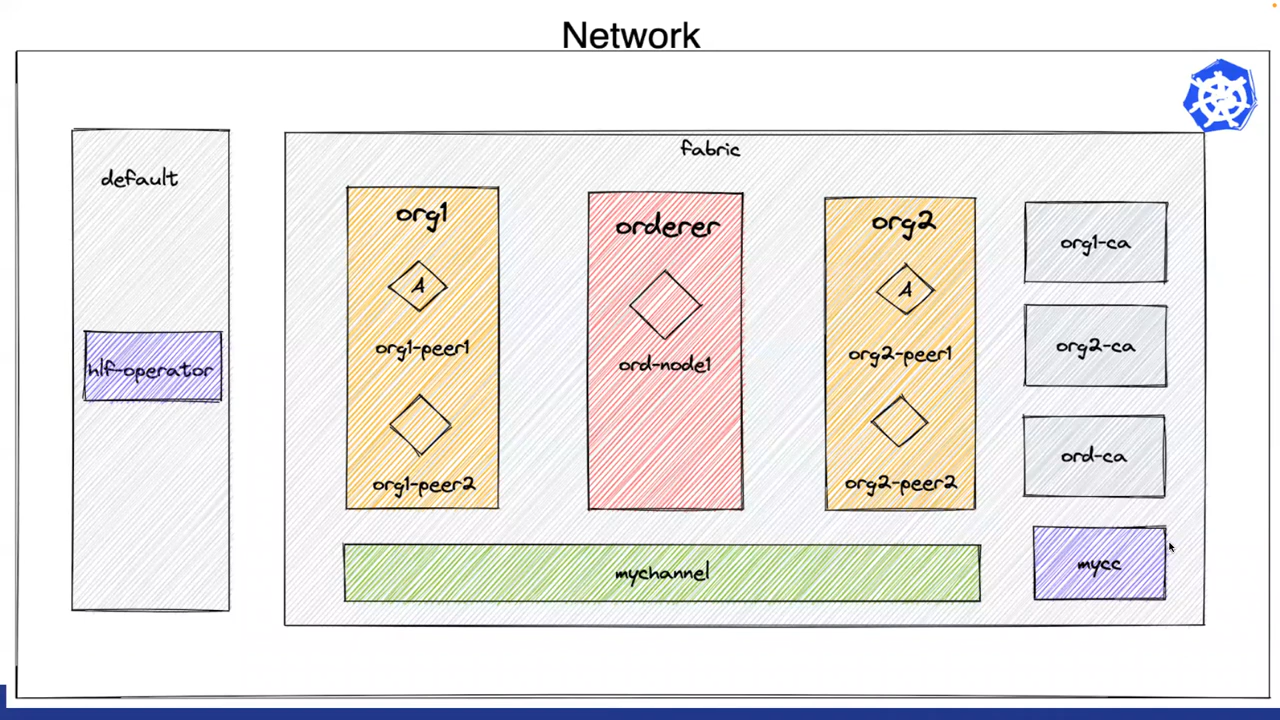 Network
default
hlf-operator
fabric
org1
A
org1-peer1
org1-peer2
orderer
ord-node1
org2
A
org2-peer1
org2-peer2
org1-ca
org2-ca
ord-ca
mycc
mychannel